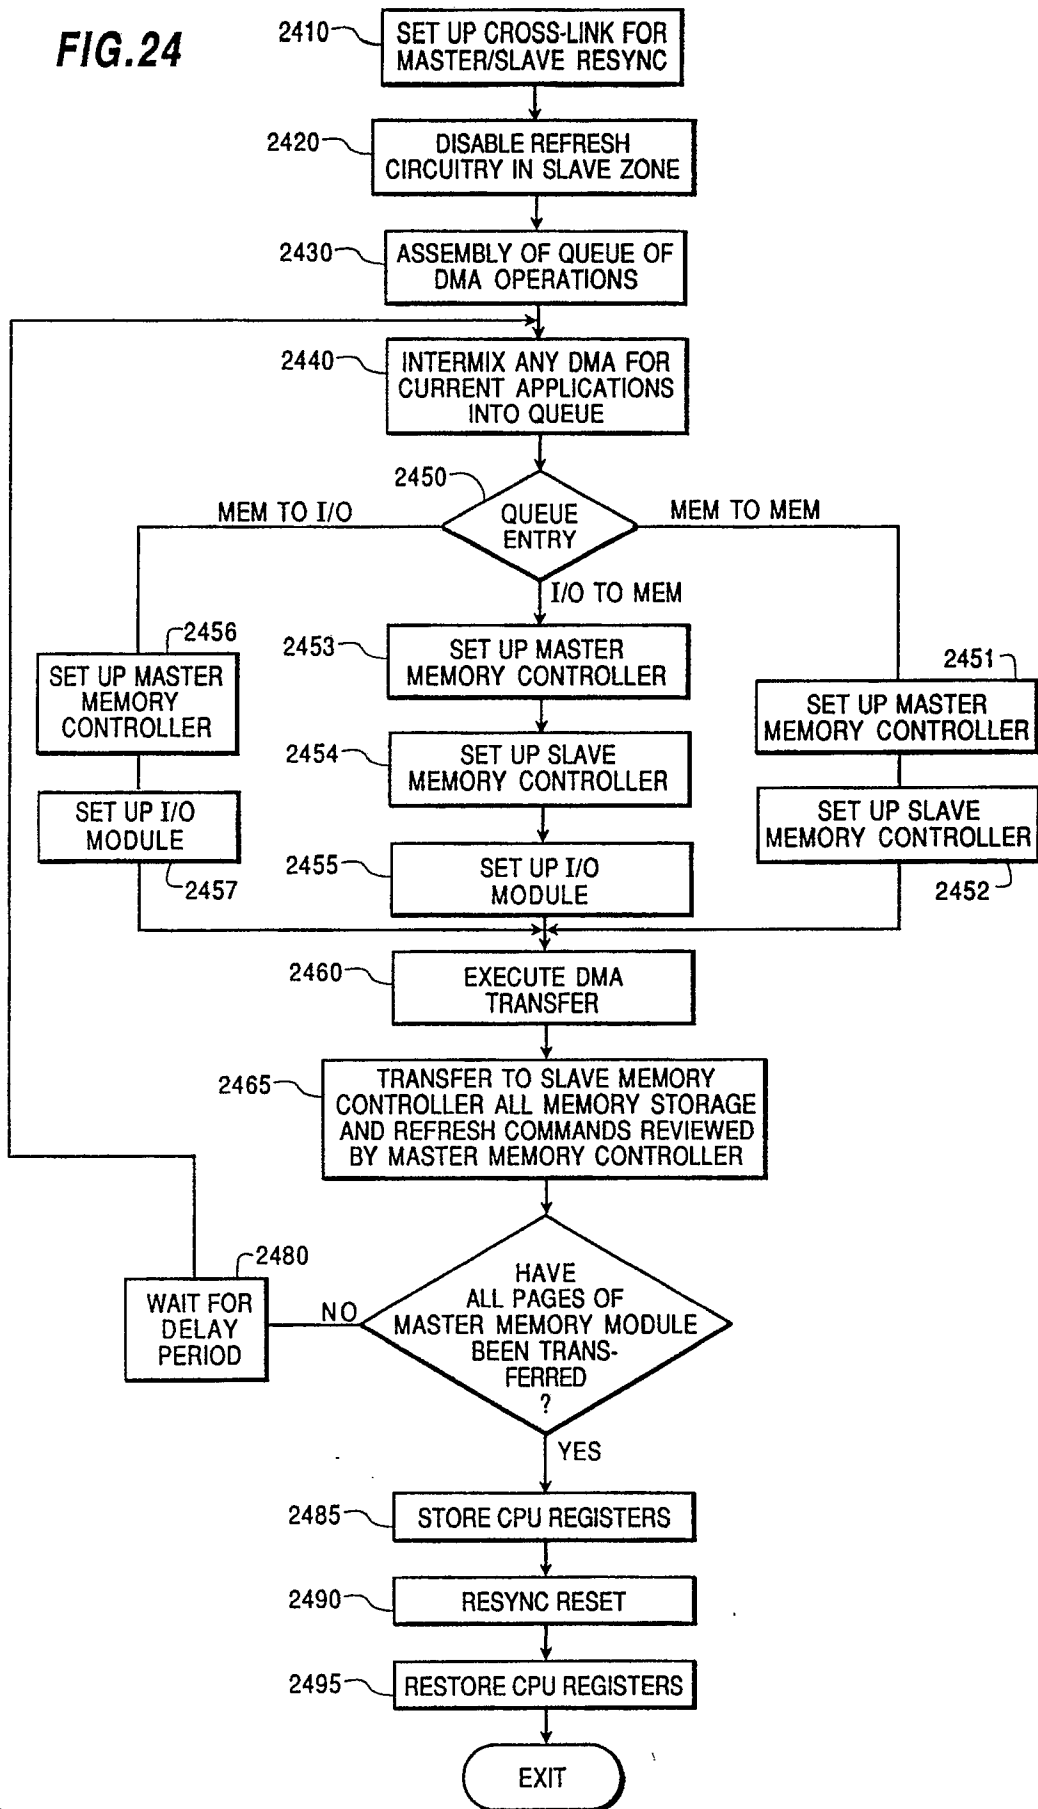 FIG.24
2410
SET UP CROSS-LINK FOR
MASTER/SLAVE RESYNC
2420
DISABLE REFRESH
CIRCUITRY IN SLAVE ZONE
2430
ASSEMBLY OF QUEUE OF
DMA OPERATIONS
2440
INTERMIX ANY DMA FOR
CURRENT APPLICATIONS
INTO QUEUE
2450
QUEUE
ENTRY
MEM TO I/O
MEM TO MEM
I/O TO MEM
2456
SET UP MASTER
MEMORY
CONTROLLER
SET UP I/O
MODULE
2457
2453
SET UP MASTER
MEMORY CONTROLLER
2454
SET UP SLAVE
MEMORY CONTROLLER
2455
SET UP I/O
MODULE
2451
SET UP MASTER
MEMORY CONTROLLER
SET UP SLAVE
MEMORY CONTROLLER
2452
2460
EXECUTE DMA
TRANSFER
2465
TRANSFER TO SLAVE MEMORY
CONTROLLER ALL MEMORY STORAGE
AND REFRESH COMMANDS REVIEWED
BY MASTER MEMORY CONTROLLER
HAVE
ALL PAGES OF
MASTER MEMORY MODULE
BEEN TRANS-
FERRED
?
NO
2480
WAIT FOR
DELAY
PERIOD
YES
2485
STORE CPU REGISTERS
2490
RESYNC RESET
2495
RESTORE CPU REGISTERS
EXIT